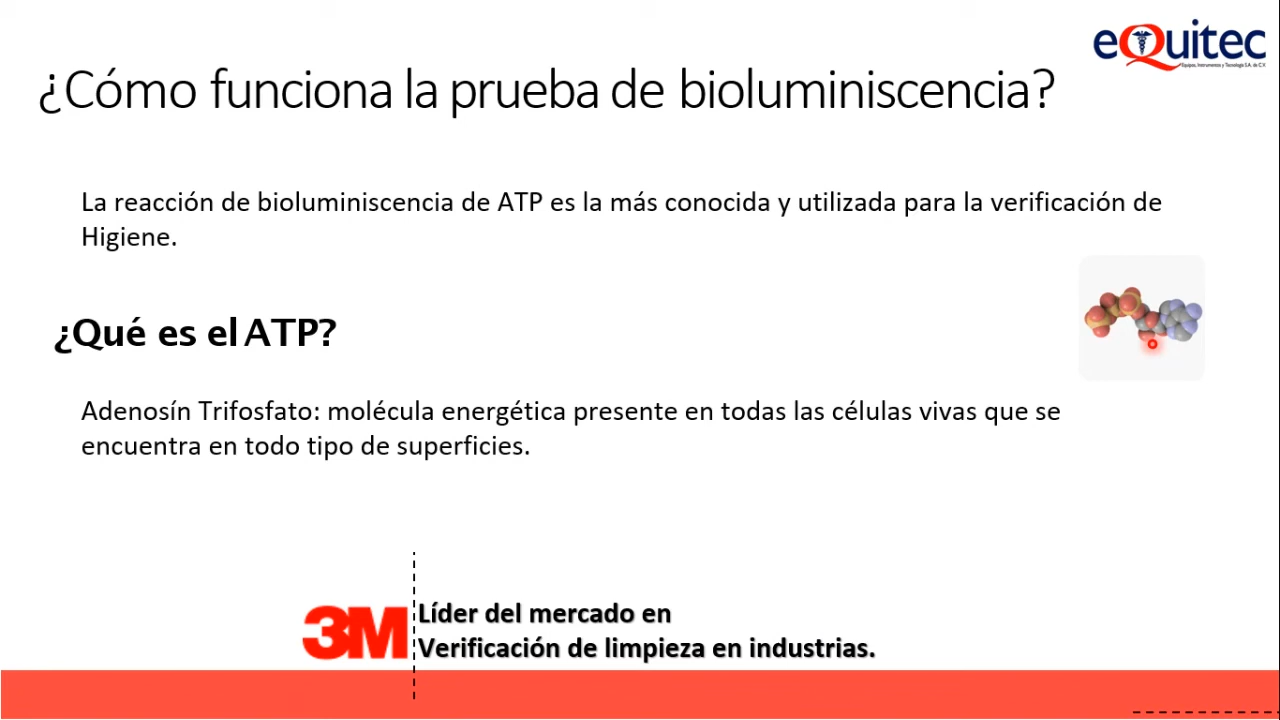 eQuitec
Equipos, Instrumentos y Tecnología S.A. de C.V.
¿Cómo funciona la prueba de bioluminiscencia?
La reacción de bioluminiscencia de ATP es la más conocida y utilizada para la verificación de
Higiene.
¿Qué es el ATP?
Adenosín Trifosfato: molécula energética presente en todas las células vivas que se
encuentra en todo tipo de superficies.
3M
Líder del mercado en
Verificación de limpieza en industrias.